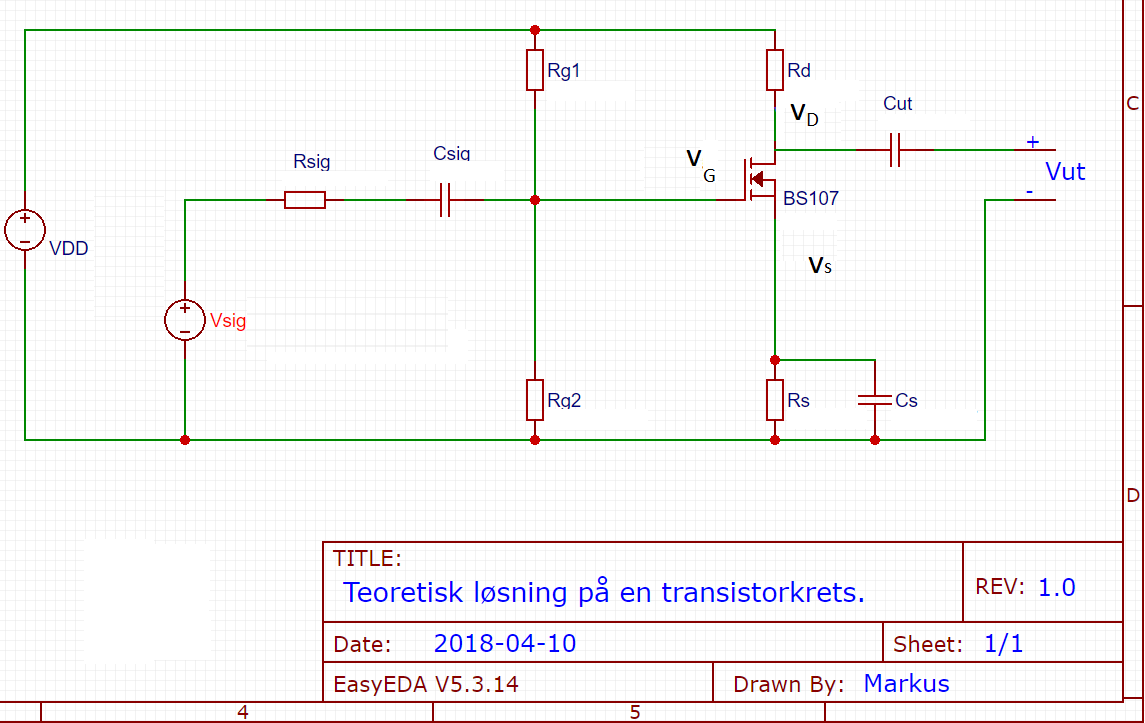 Rg1
Rd
C
Cut
V D
+
Rsig
Csig
V G
Vut
-
BS107
+
VDD
Vs
+
Vsig
Rg2
Rs
Cs
D
TITLE:
Teoretisk løsning på en transistorkrets.
REV: 1.0
Date: 2018-04-10
Sheet: 1/1
EasyEDA V5.3.14
Drawn By: Markus
4
5